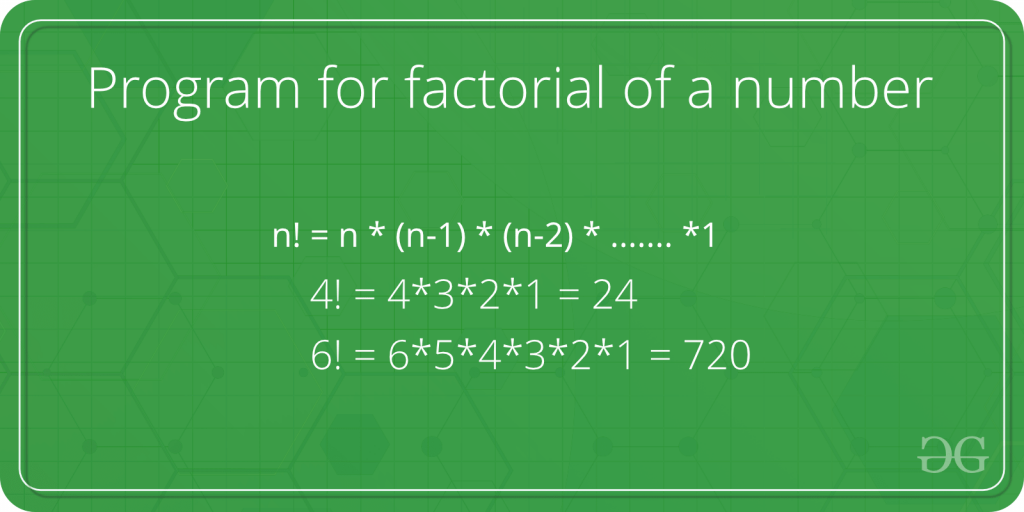 Program for factorial of a number
n! = n * (n-1) * (n-2) * ....... *1
4! = 4*3*2*1 = 24
6! = 6*5*4*3*2*1 = 720